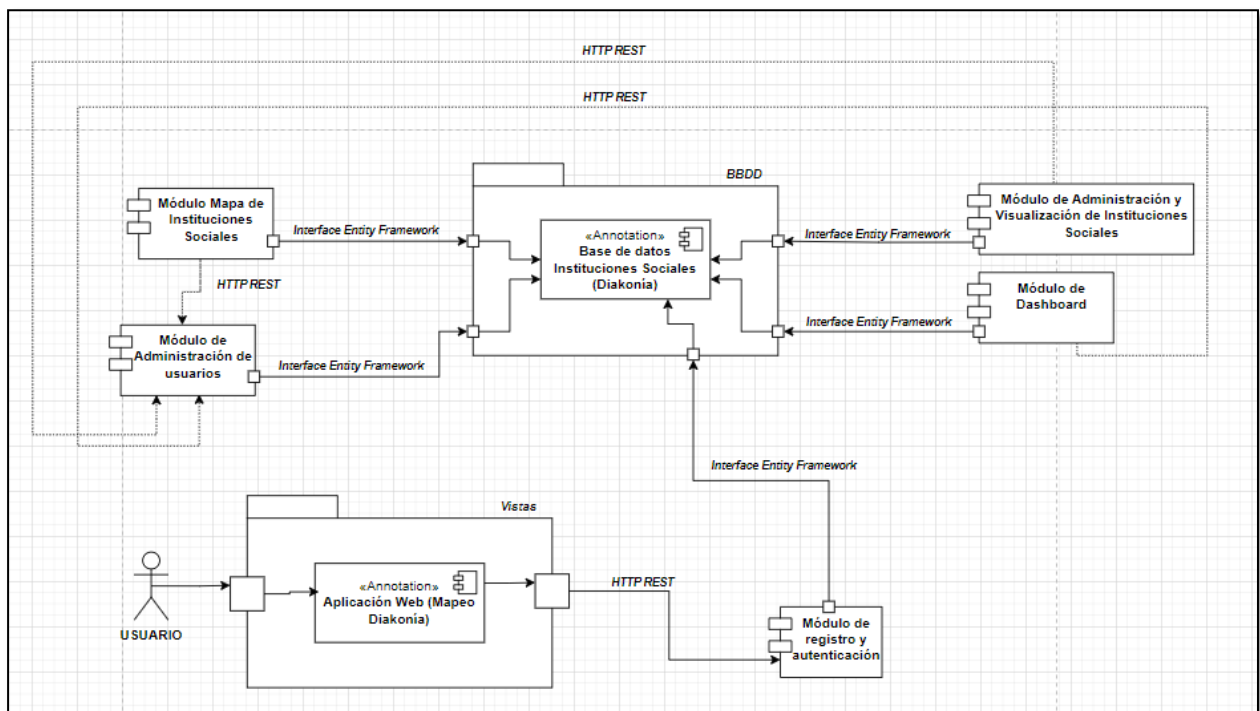 HTTP REST
HTTP REST
BBDD
Módulo Mapa de
Instituciones
Sociales
Interface Entity Framework
«Annotation»
Base de datos
Instituciones Sociales
(Diakonía)
Interface Entity Framework
Módulo de Administración y
Visualización de Instituciones
Sociales
HTTP REST
Módulo de
Dashboard
Interface Entity Framework
Módulo de
Administración de
usuarios
Interface Entity Framework
Interface Entity Framework
Vistas
«Annotation»
Aplicación Web (Mapeo
Diakonía)
HTTP REST
USUARIO
Módulo de
registro y
autenticación